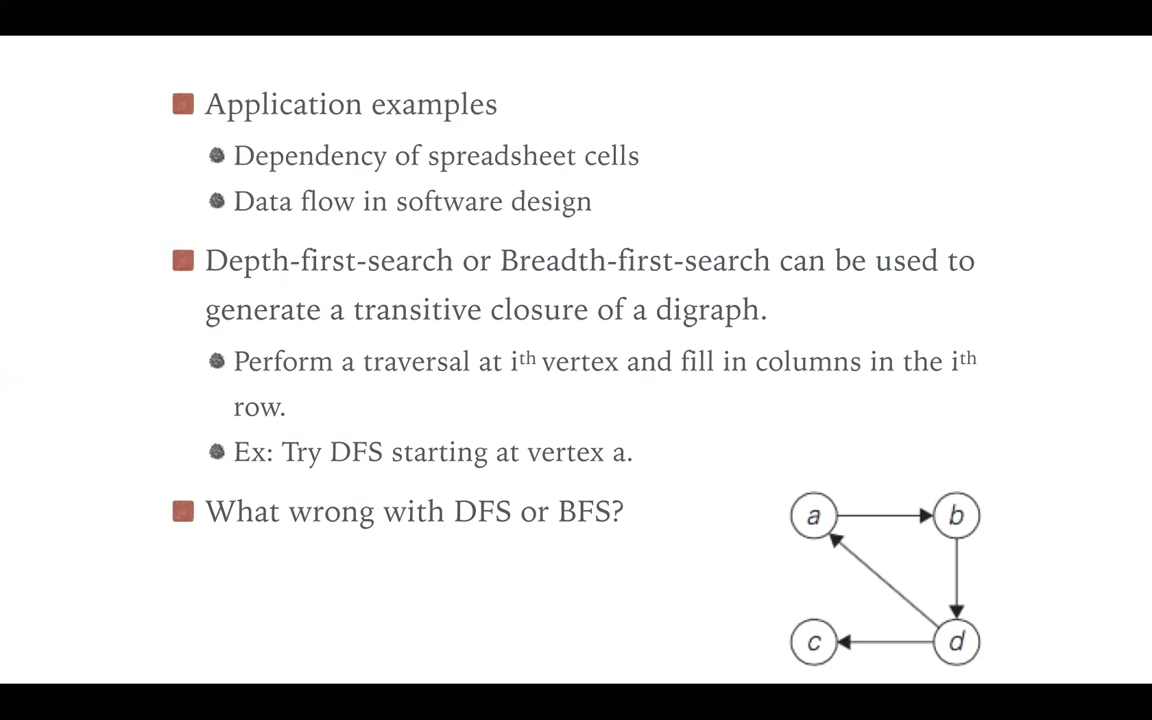 Application examples
Dependency of spreadsheet cells
Data flow in software design
Depth-first-search or Breadth-first-search can be used to
generate a transitive closure of a digraph.
Perform a traversal at ith vertex and fill in columns in the ith
row.
Ex: Try DFS starting at vertex a.
What wrong with DFS or BFS?
a
b
c
d